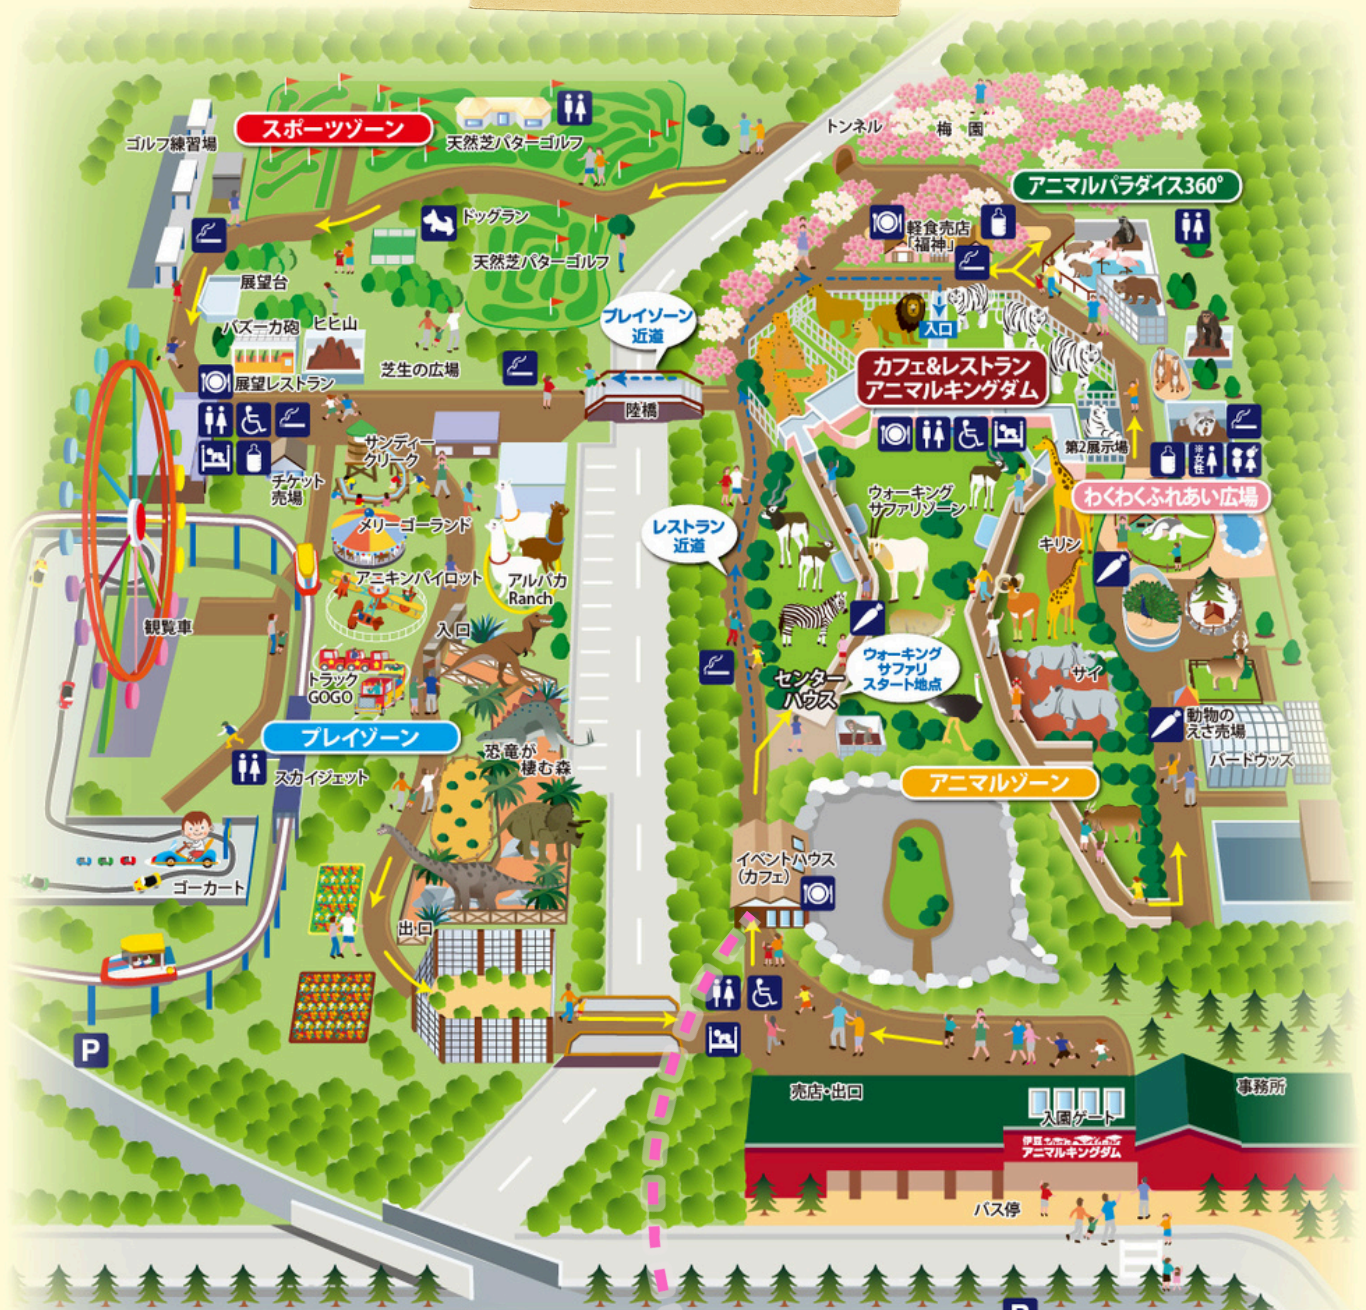 スポーツゾーン
ゴルフ練習場
天然芝パターゴルフ
トンネル
梅園
アニマルパラダイス360°
ドッグラン
天然芝パターゴルフ
軽食売店
「福神」
展望台
バズーカ砲
ヒヒ山
プレイゾーン
近道
入口
芝生の広場
展望レストラン
陸橋
カフェ&レストラン
アニマルキングダム
サンディー
クリーク
チケット
売場
第2展示場
※女性
わくわくふれあい広場
メリーゴーランド
レストラン
近道
ウォーキング
サファリゾーン
キリン
アニキンパイロット
アルパカ
Ranch
観覧車
入口
トラック
GOGO
センター
ハウス
ウォーキング
サファリ
スタート地点
サイ
動物の
えさ売場
プレイゾーン
恐竜が
棲む森
スカイジェット
バードウッズ
アニマルゾーン
イベントハウス
(カフェ)
ゴーカート
出口
P
売店・出口
入園ゲート
事務所
伊豆
アニマルキングダム
バス停
P